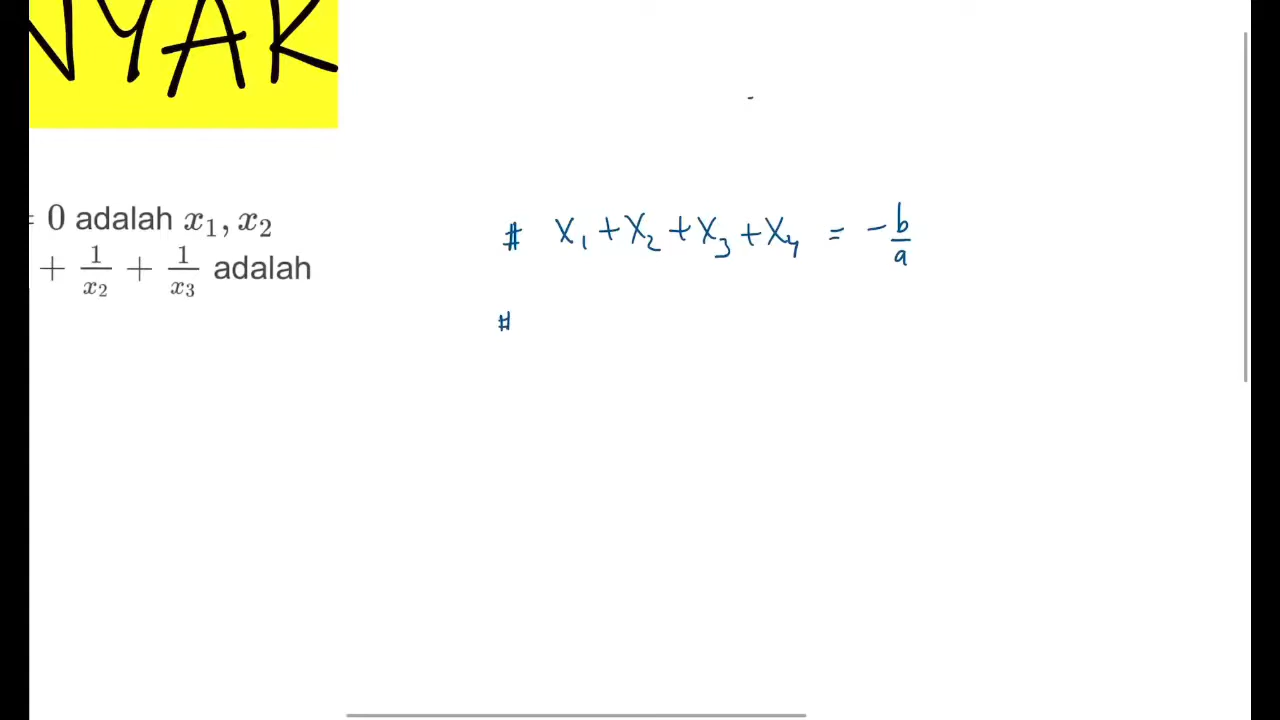 NYAK
= 0 adalah x₁, x₂
+ 1/x₂ + 1/x₃ adalah
# x₁ + x₂ + x₃ + x₄ = - b/a
#